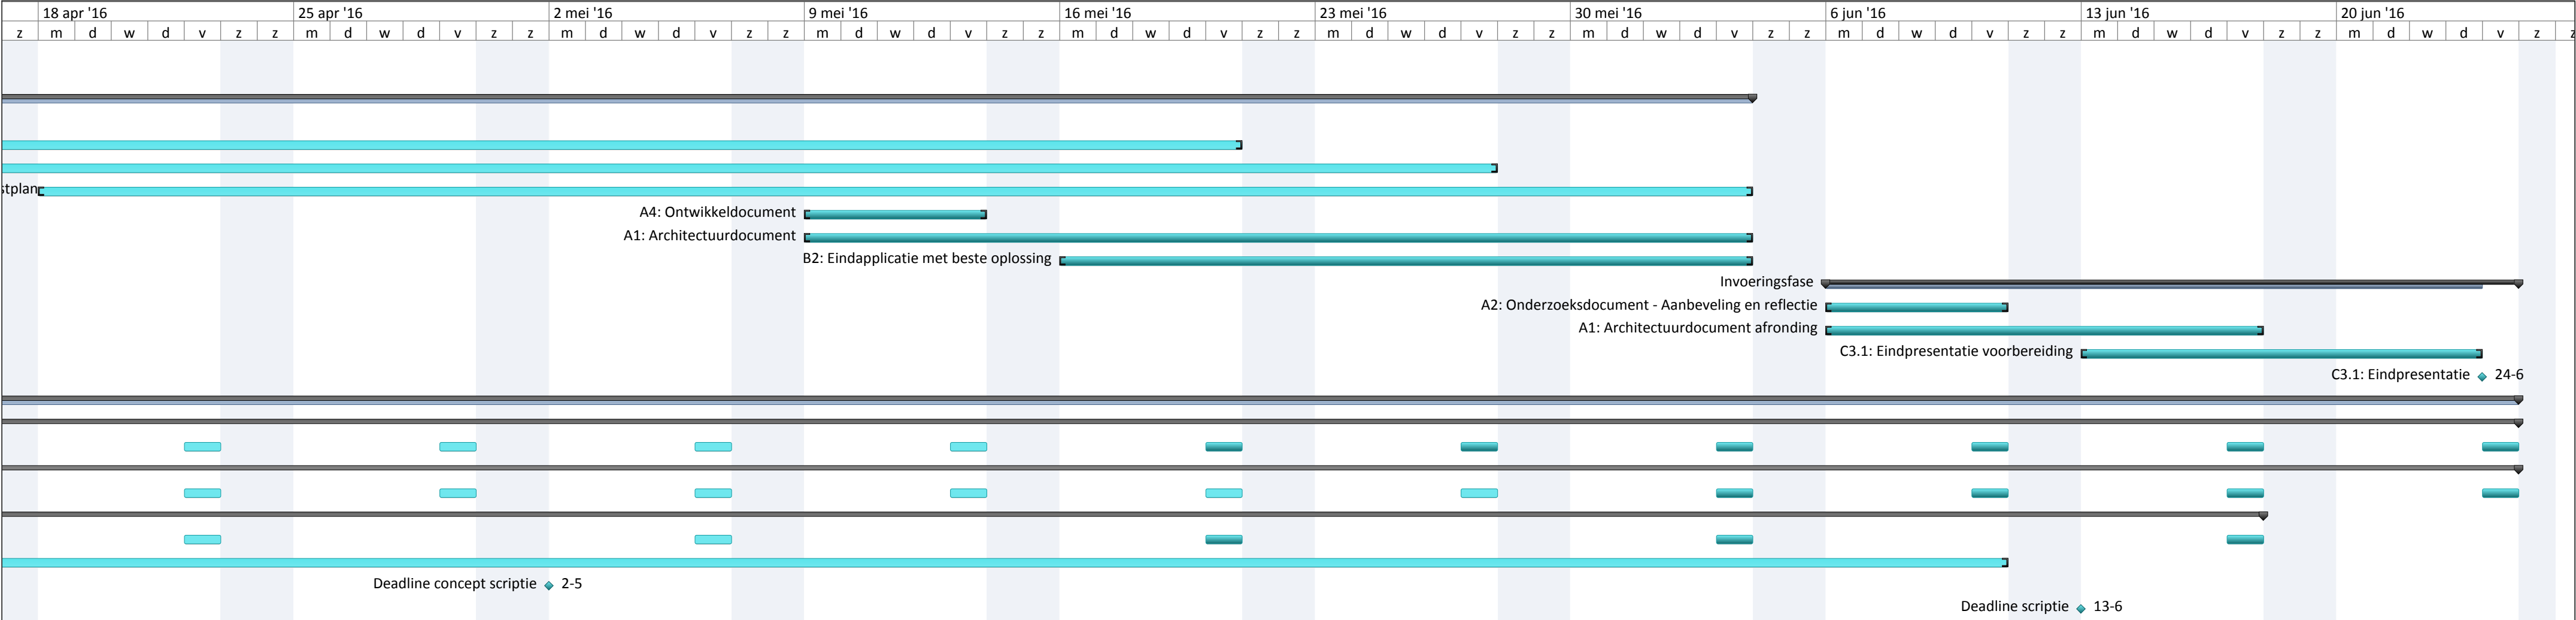 18 apr '16 25 apr '16 2 mei '16 9 mei '16 16 mei '16 23 mei '16 30 mei '16 6 jun '16 13 jun '16 20 jun '16
z m d w d v z z m d w d v z z m d w d v z z m d w d v z z m d w d v z z m d w d v z z m d w d v z z m d w d v z z m d w d v z z m d w d v z z
stplan
A4: Ontwikkeldocument
A1: Architectuurdocument
B2: Eindapplicatie met beste oplossing
Invoeringsfase
A2: Onderzoeksdocument - Aanbeveling en reflectie
A1: Architectuurdocument afronding
C3.1: Eindpresentatie voorbereiding
C3.1: Eindpresentatie 24-6
Deadline concept scriptie 2-5
Deadline scriptie 13-6